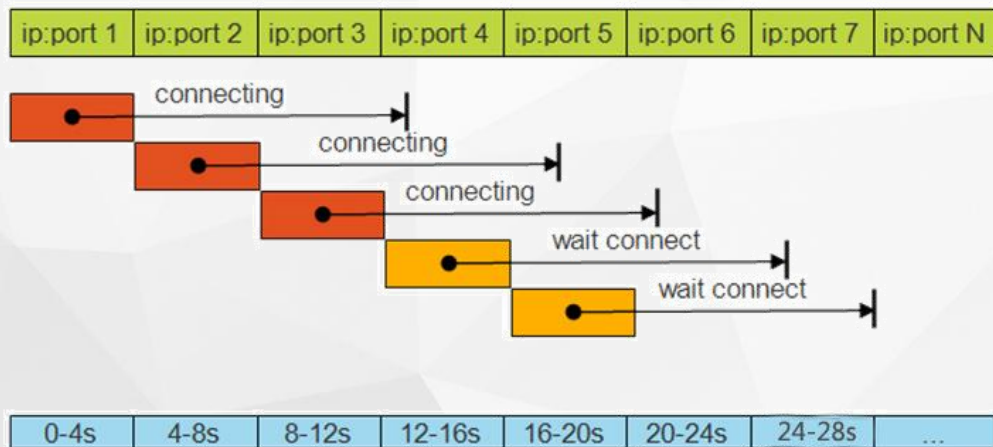 ip:port 1 ip:port 2 ip:port 3 ip:port 4 ip:port 5 ip:port 6 ip:port 7 ip:port N
connecting
connecting
connecting
wait connect
wait connect
0-4s 4-8s 8-12s 12-16s 16-20s 20-24s 24-28s ...